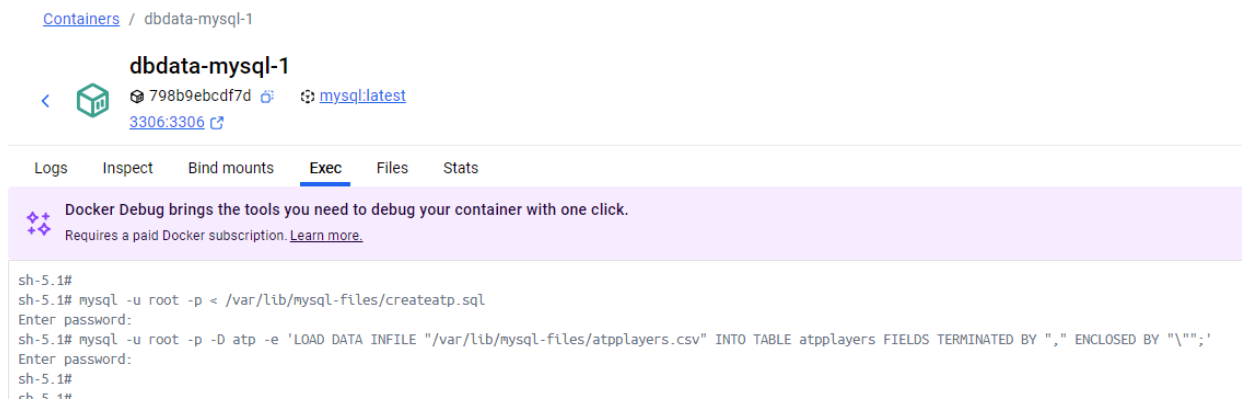 Containers / dbdata-mysql-1
dbdata-mysql-1
798b9ebcdf7d mysql:latest
3306:3306
Logs Inspect Bind mounts Exec Files Stats
Docker Debug brings the tools you need to debug your container with one click.
Requires a paid Docker subscription. Learn more.
sh-5.1#
sh-5.1# mysql -u root -p < /var/lib/mysql-files/createatp.sql
Enter password:
sh-5.1# mysql -u root -p -D atp -e 'LOAD DATA INFILE "/var/lib/mysql-files/atpplayers.csv" INTO TABLE atpplayers FIELDS TERMINATED BY "," ENCLOSED BY "\"";'
Enter password:
sh-5.1#
sh-5.1#